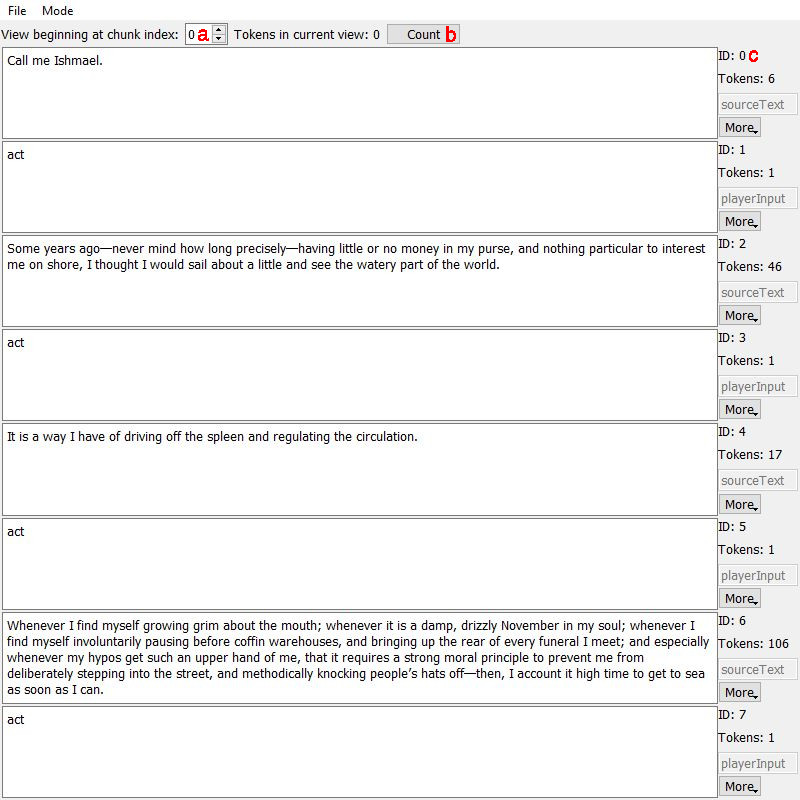 File Mode
View beginning at chunk index: 0 a Tokens in current view: 0 Count b
Call me Ishmael.
ID: 0 c
Tokens: 6
sourceText
More
act
ID: 1
Tokens: 1
playerInput
More
Some years ago—never mind how long precisely—having little or no money in my purse, and nothing particular to interest
me on shore, I thought I would sail about a little and see the watery part of the world.
ID: 2
Tokens: 46
sourceText
More
act
ID: 3
Tokens: 1
playerInput
More
It is a way I have of driving off the spleen and regulating the circulation.
ID: 4
Tokens: 17
sourceText
More
act
ID: 5
Tokens: 1
playerInput
More
Whenever I find myself growing grim about the mouth; whenever it is a damp, drizzly November in my soul; whenever I
find myself involuntarily pausing before coffin warehouses, and bringing up the rear of every funeral I meet; and especially
whenever my hypos get such an upper hand of me, that it requires a strong moral principle to prevent me from
deliberately stepping into the street, and methodically knocking people’s hats off—then, I account it high time to get to sea
as soon as I can.
ID: 6
Tokens: 106
sourceText
More
act
ID: 7
Tokens: 1
playerInput
More